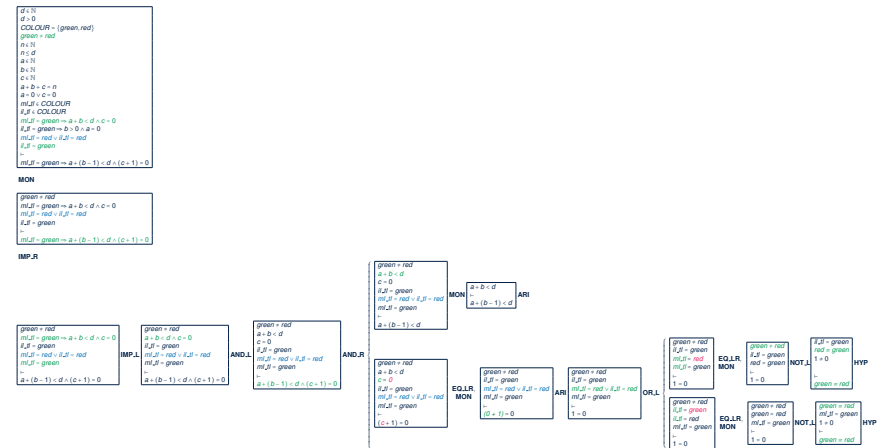 d ∈ ℕ
d > 0
COLOUR = {green, red}
green ≠ red
n ∈ ℕ
n ≤ d
a ∈ ℕ
b ∈ ℕ
c ∈ ℕ
a + b + c = n
a = 0 ∨ c = 0
ml_tl ∈ COLOUR
il_tl ∈ COLOUR
ml_tl = green ⇒ a + b < d ∧ c = 0
il_tl = green ⇒ b > 0 ∧ a = 0
ml_tl = red ∨ il_tl = red
il_tl = green
⊢
ml_tl = green ⇒ a + (b − 1) < d ∧ (c + 1) = 0
MON
green ≠ red
ml_tl = green ⇒ a + b < d ∧ c = 0
ml_tl = red ∨ il_tl = red
il_tl = green
⊢
ml_tl = green ⇒ a + (b − 1) < d ∧ (c + 1) = 0
IMP_R
green ≠ red
ml_tl = green ⇒ a + b < d ∧ c = 0
il_tl = green
ml_tl = red ∨ il_tl = red
ml_tl = green
⊢
a + (b − 1) < d ∧ (c + 1) = 0
IMP_L
green ≠ red
a + b < d ∧ c = 0
il_tl = green
ml_tl = red ∨ il_tl = red
ml_tl = green
⊢
a + (b − 1) < d ∧ (c + 1) = 0
AND_L
green ≠ red
a + b < d
c = 0
il_tl = green
ml_tl = red ∨ il_tl = red
ml_tl = green
⊢
a + (b − 1) < d ∧ (c + 1) = 0
AND_R
green ≠ red
a + b < d
c = 0
il_tl = green
ml_tl = red ∨ il_tl = red
ml_tl = green
⊢
a + (b − 1) < d
MON
a + b < d
⊢
a + (b − 1) < d
ARI
green ≠ red
a + b < d
c = 0
il_tl = green
ml_tl = red ∨ il_tl = red
ml_tl = green
⊢
(c + 1) = 0
EQ_LR,
MON
green ≠ red
il_tl = green
ml_tl = red ∨ il_tl = red
ml_tl = green
⊢
(0 + 1) = 0
ARI
green ≠ red
il_tl = green
ml_tl = red ∨ il_tl = red
ml_tl = green
⊢
1 = 0
OR_L
green ≠ red
il_tl = green
ml_tl = red
ml_tl = green
⊢
1 = 0
EQ_LR,
MON
green ≠ red
il_tl = green
red = green
⊢
1 = 0
NOT_L
il_tl = green
red = green
1 ≠ 0
⊢
green = red
HYP
green ≠ red
il_tl = green
il_tl = red
ml_tl = green
⊢
1 = 0
EQ_LR,
MON
green ≠ red
green = red
ml_tl = green
⊢
1 = 0
NOT_L
green = red
ml_tl = green
1 ≠ 0
⊢
green = red
HYP